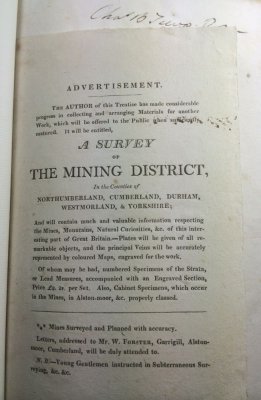 ADVERTISEMENT.
THE AUTHOR of this Treatise has made considerable
progress in collecting and arranging Materials for another
Work, which will be offered to the Public when sufficiently
matured. It will be entitled,
A SURVEY
OF
THE MINING DISTRICT,
In the Counties of
NORTHUMBERLAND, CUMBERLAND, DURHAM,
WESTMORLAND, & YORKSHIRE;
And will contain much and valuable information respecting
the Mines, Mountains, Natural Curiosities, &c. of this inter-
esting part of Great Britain—Plates will be given of all re-
markable objects, and the principal Veins will be accurately
represented by coloured Maps, engraved for the work.
Of whom may be had, numbered Specimens of the Strata,
or Lead Measures, accompanied with an Engraved Section,
Price per Set. Also, Cabinet Specimens, which occur
in the Mines, in Alston-moor, &c. properly classed.
*** Mines Surveyed and Planned with accuracy.
Letters, addressed to Mr. W. FORSTER, Garrigill, Alston-
moor, Cumberland, will be duly attended to.
N. B.—Young Gentlemen instructed in Subterraneous Sur-
veying, &c. &c.